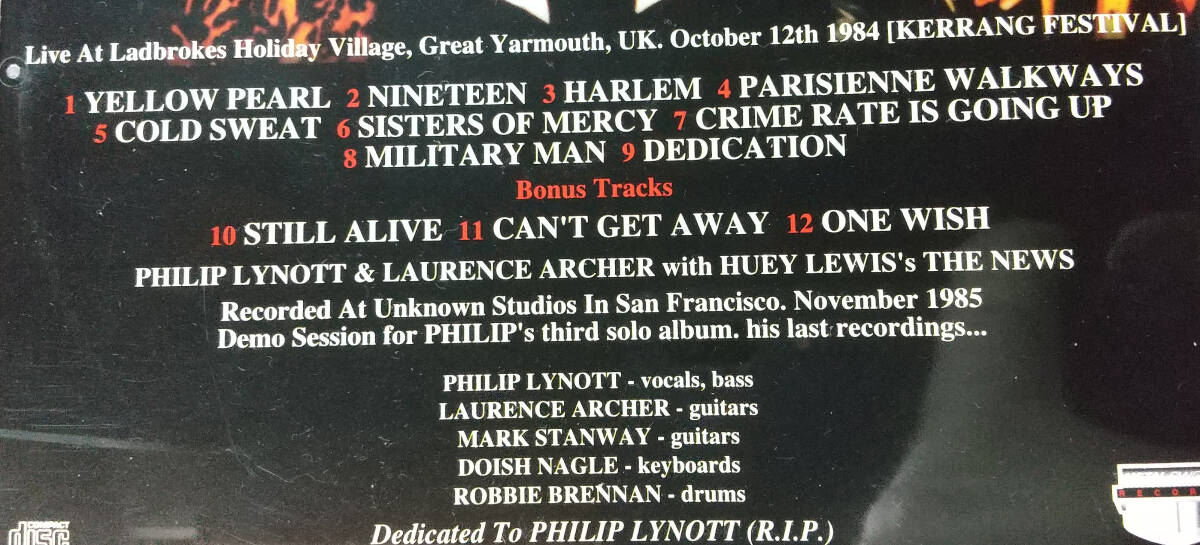 Live At Ladbrokes Holiday Village, Great Yarmouth, UK. October 12th 1984 [KERRANG FESTIVAL]
1 YELLOW PEARL 2 NINETEEN 3 HARLEM 4 PARISIENNE WALKWAYS
5 COLD SWEAT 6 SISTERS OF MERCY 7 CRIME RATE IS GOING UP
8 MILITARY MAN 9 DEDICATION
Bonus Tracks
10 STILL ALIVE 11 CAN'T GET AWAY 12 ONE WISH
PHILIP LYNOTT & LAURENCE ARCHER with HUEY LEWIS's THE NEWS
Recorded At Unknown Studios In San Francisco. November 1985
Demo Session for PHILIP's third solo album. his last recordings...
PHILIP LYNOTT - vocals, bass
LAURENCE ARCHER - guitars
MARK STANWAY - guitars
DOISH NAGLE - keyboards
ROBBIE BRENNAN - drums
Dedicated To PHILIP LYNOTT (R.I.P.)
COMPACT
disc
RECOR